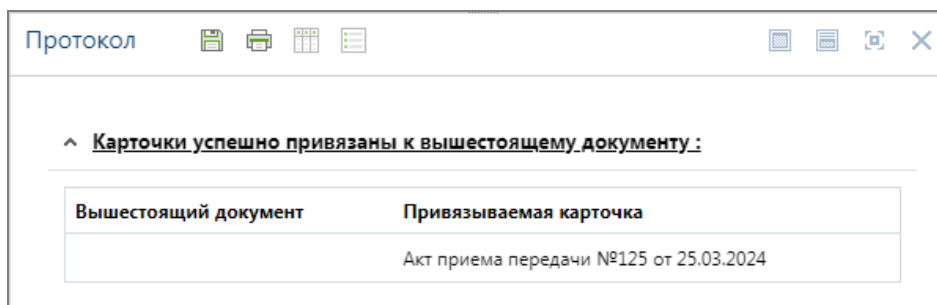 Протокол
Карточки успешно привязаны к вышестоящему документу :
Вышестоящий документ Привязываемая карточка
Акт приема передачи №125 от 25.03.2024